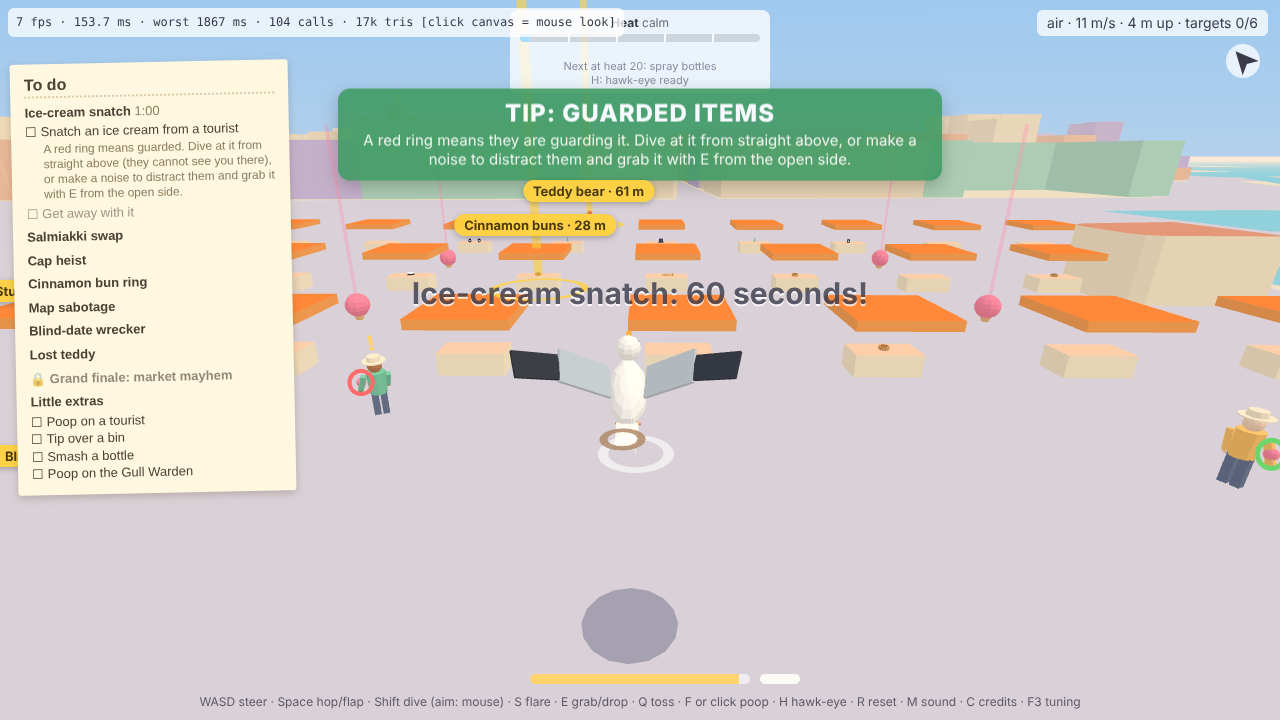 7 fps · 153.7 ms · worst 1867 ms · 104 calls · 17k tris [click canvas = mouse look]
Heat calm
Next at heat 20: spray bottles
H: hawk-eye ready
air · 11 m/s · 4 m up · targets 0/6
TIP: GUARDED ITEMS
A red ring means they are guarding it. Dive at it from straight above, or make a
noise to distract them and grab it with E from the open side.
To do
Ice-cream snatch 1:00
☐ Snatch an ice cream from a tourist
A red ring means guarded. Dive at it from
straight above (they cannot see you there),
or make a noise to distract them and grab it
with E from the open side.
☐ Get away with it
Salmiakki swap
Cap heist
Cinnamon bun ring
Map sabotage
Blind-date wrecker
Lost teddy
🔒 Grand finale: market mayhem
Little extras
☐ Poop on a tourist
☐ Tip over a bin
☐ Smash a bottle
☐ Poop on the Gull Warden
Teddy bear · 61 m
Cinnamon buns · 28 m
Ice-cream snatch: 60 seconds!
WASD steer · Space hop/flap · Shift dive (aim: mouse) · S flare · E grab/drop · Q toss · F or click poop · H hawk-eye · R reset · M sound · C credits · F3 tuning